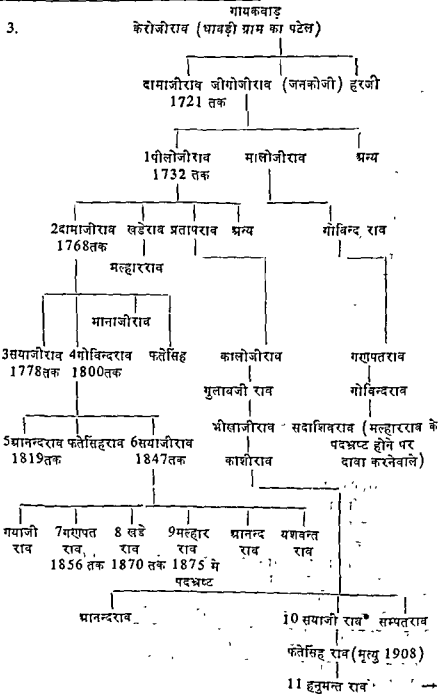 गायकवाड़
3. केरोजीराव (धावड़ी ग्राम का पटेल)
दामाजीराव जीगोजीराव (जनकोजी) हरजी
1721 तक
1पीलोजीराव मालोजीराव अन्य
1732 तक
2दामाजीराव खडेराव प्रतापराव अन्य गोविन्द राव
1768तक
मल्हारराव
मानाजीराव
3सयाजीराव 4गोविन्दराव फतेसिह कालोजीराव गणपतराव
1778तक 1800तक
गुलाबजी राव गोविन्दराव
5आनन्दराव फतेसिहराव 6सयाजीराव भीखाजीराव सदाशिवराव (मल्हारराव के
1819तक 1847तक काशीराव पदभ्रष्ट होने पर
दावा करनेवाले)
गयाजी 7गणपत 8 खडे 9मल्हार आनन्द यशवन्त
राव राव राव राव राव राव
1856 तक 1870 तक 1875 मे
पदभ्रष्ट
आनन्दराव 10 सयाजी राव सम्पतराव
फतेसिह राव (मृत्यु 1908)
11 हनुमन्त राव